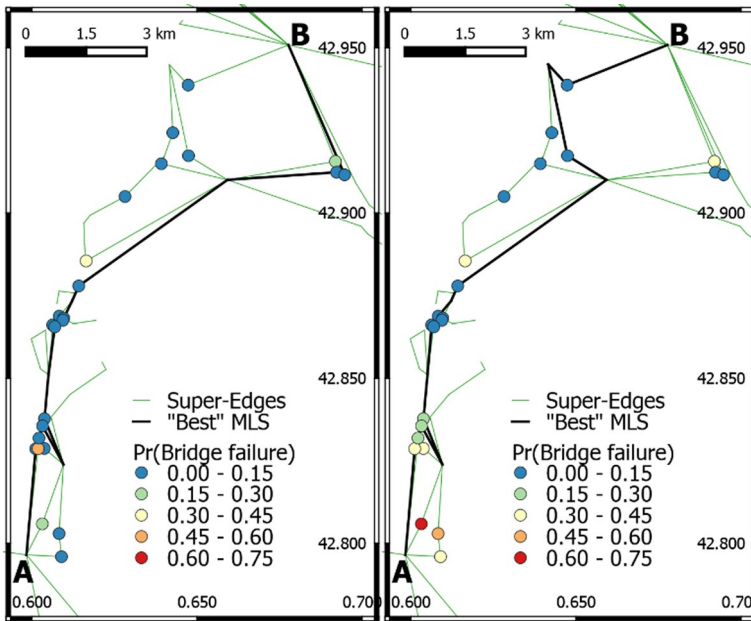 0 1.5 3 km
B
42.950
42.900
42.850
Super-Edges
"Best" MLS
Pr(Bridge failure)
0.00 - 0.15
0.15 - 0.30
0.30 - 0.45
0.45 - 0.60
0.60 - 0.75
42.800
A
0.600 0.650 0.700
0 1.5 3 km
B
42.950
42.900
42.850
Super-Edges
"Best" MLS
Pr(Bridge failure)
0.00 - 0.15
0.15 - 0.30
0.30 - 0.45
0.45 - 0.60
0.60 - 0.75
42.800
A
0.600 0.650 0.70